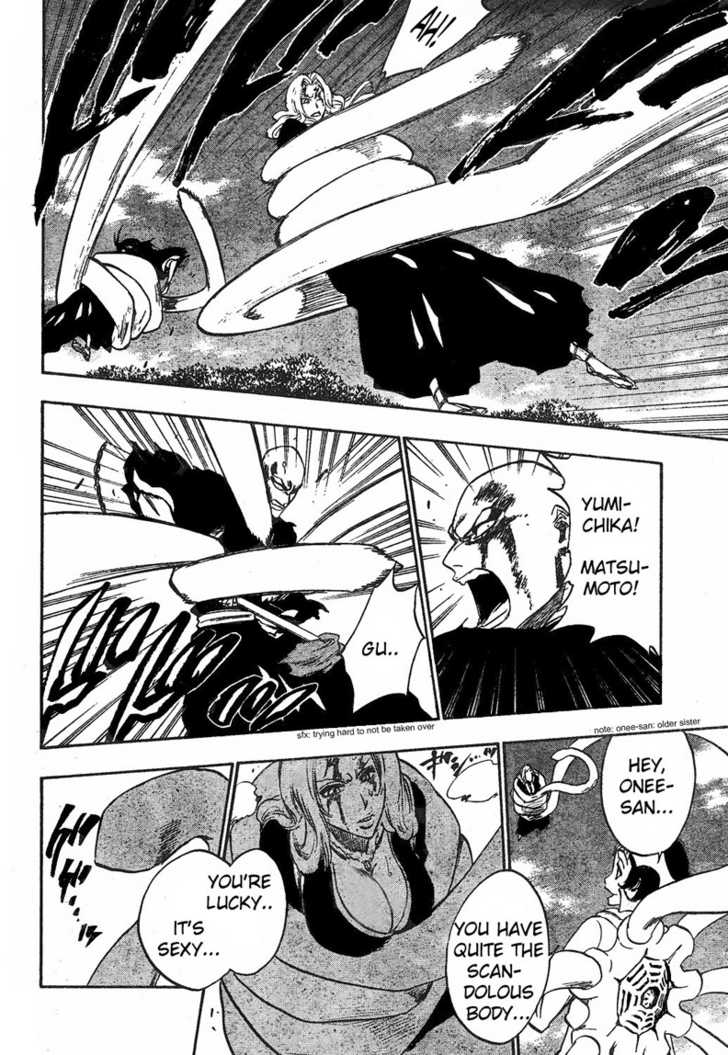 AH!
YUMI-
CHIKA!
MATSU-
MOTO!
GU..
sfx: trying hard to not be taken over
note: onee-san: older sister
HEY,
ONEE-
SAN...
YOU HAVE
QUITE THE
SCAN-
DOLOUS
BODY...
YOU'RE
LUCKY..
IT'S
SEXY...